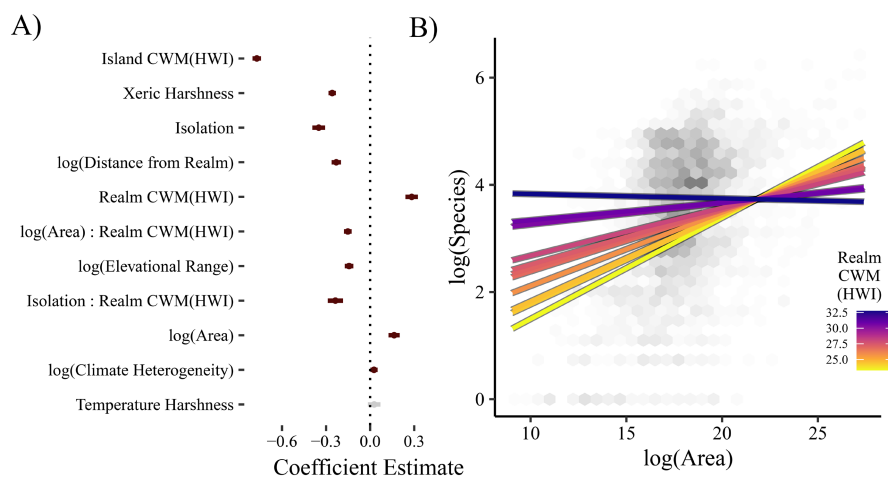 A)
Island CWM(HWI)
Xeric Harshness
Isolation
log(Distance from Realm)
Realm CWM(HWI)
log(Area) : Realm CWM(HWI)
log(Elevational Range)
Isolation : Realm CWM(HWI)
log(Area)
log(Climate Heterogeneity)
Temperature Harshness
−0.6 −0.3 0.0 0.3
Coefficient Estimate
B)
log(Species)
6
4
2
0
10 15 20 25
log(Area)
Realm
CWM
(HWI)
32.5
30.0
27.5
25.0